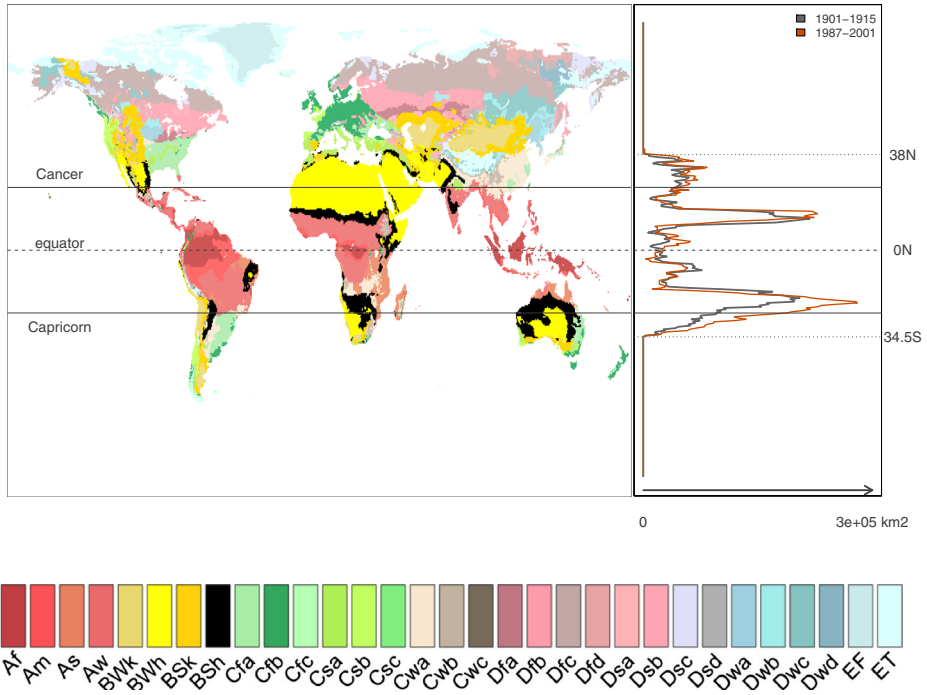 1901−1915
1987−2001
38N
Cancer
equator
0N
Capricorn
34.5S
0
3e+05 km2
Af
Am
As
Aw
BWk
BWh
BSk
BSh
Cfa
Cfb
Cfc
Csa
Csb
Csc
Cwa
Cwb
Cwc
Dfa
Dfb
Dfc
Dfd
Dsa
Dsb
Dsc
Dsd
Dwa
Dwb
Dwc
Dwd
EF
ET